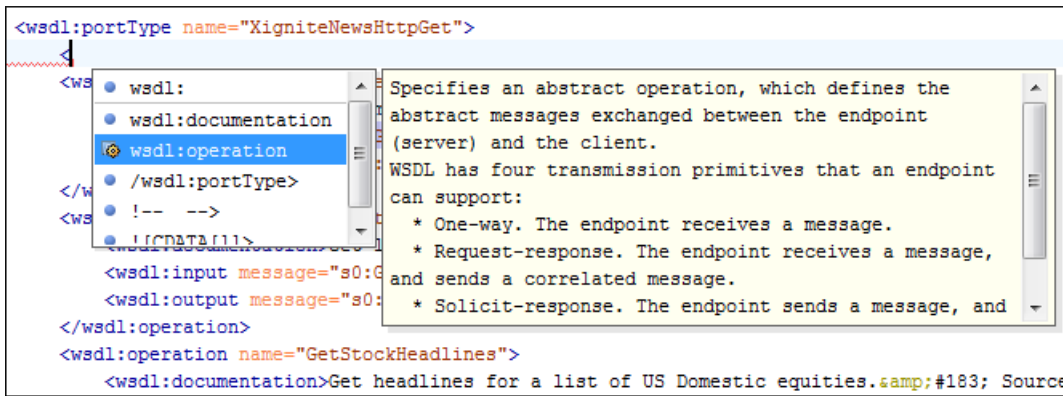 <wsdl:portType name="XigniteNewsHttpGet">
<
<ws
wsdl:
wsdl:documentation
wsdl:operation
/wsdl:portType>
!-- -->
![CDATA[]]>
Specifies an abstract operation, which defines the
abstract messages exchanged between the endpoint
(server) and the client.
WSDL has four transmission primitives that an endpoint
can support:
* One-way. The endpoint receives a message.
* Request-response. The endpoint receives a message,
and sends a correlated message.
* Solicit-response. The endpoint sends a message, and
</w
<ws
<wsdl:input message="s0:G
<wsdl:output message="s0:
</wsdl:operation>
<wsdl:operation name="GetStockHeadlines">
<wsdl:documentation>Get headlines for a list of US Domestic equities.&amp;#183; Source